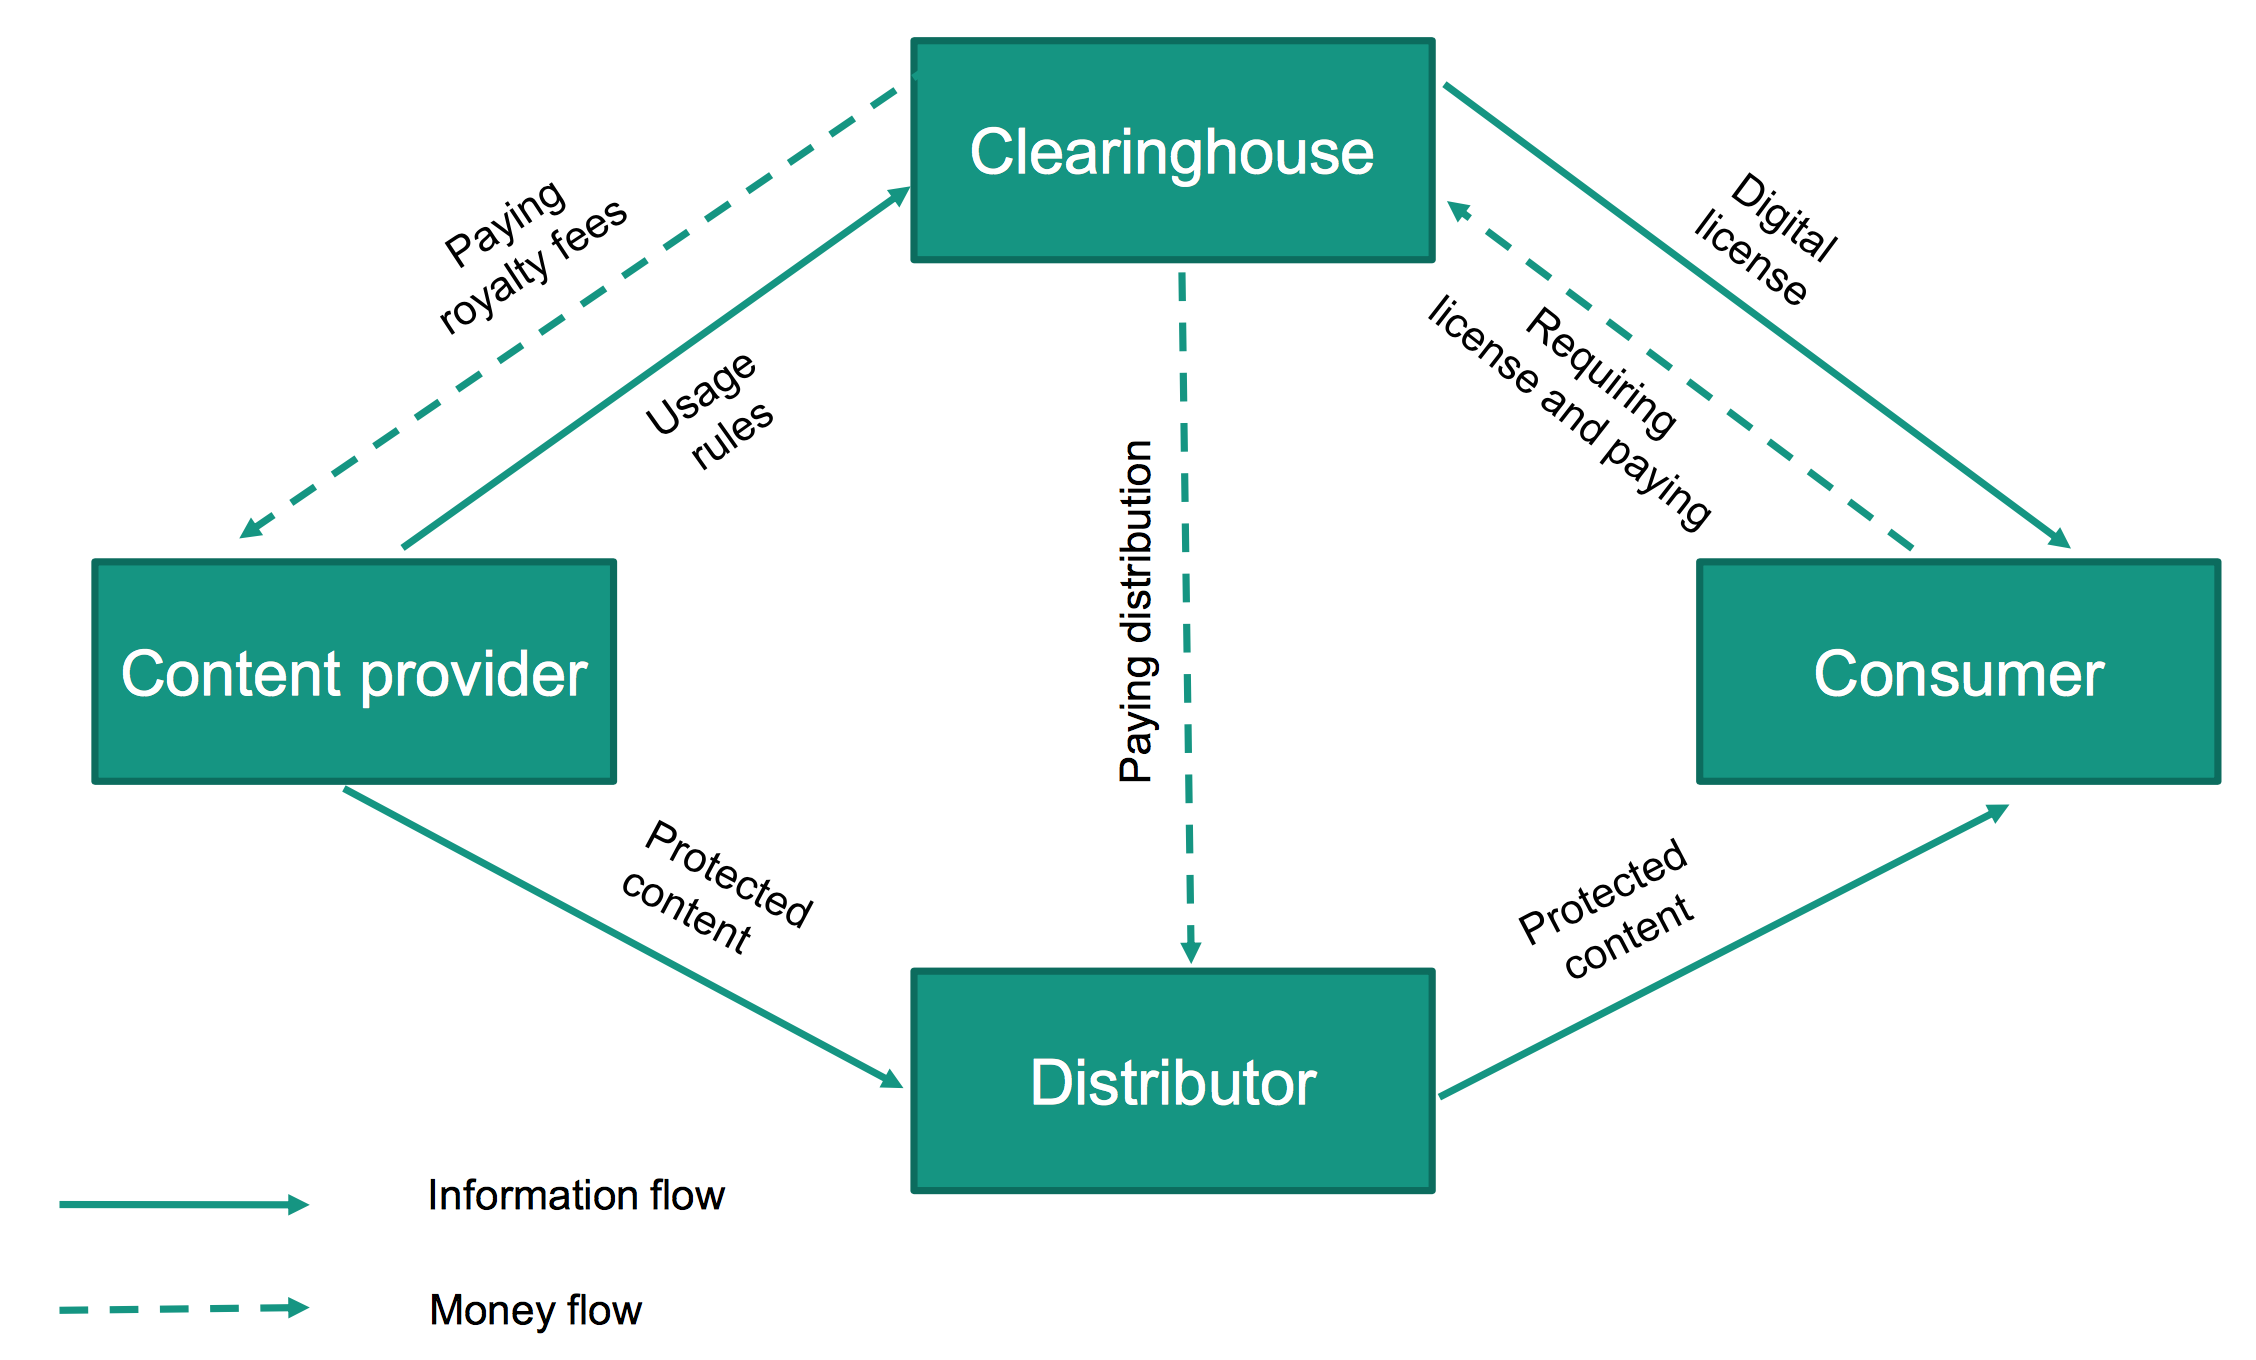 Clearinghouse
Paying
royalty fees
Usage
rules
Digital
license
Requiring
license and paying
Paying distribution
Content provider
Consumer
Protected
content
Protected
content
Distributor
Information flow
Money flow